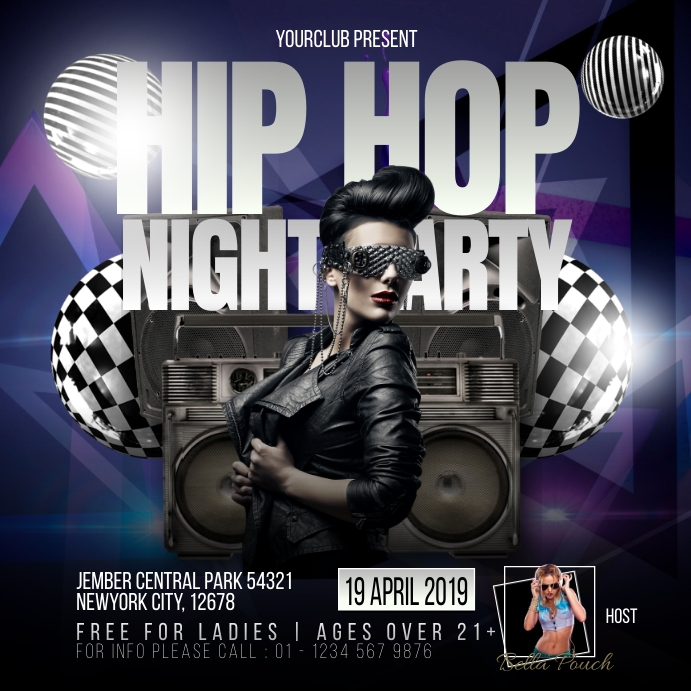 YOURCLUB PRESENT
HIP HOP
NIGHT PARTY
JEMBER CENTRAL PARK 54321
NEWYORK CITY, 12678
19 APRIL 2019
FREE FOR LADIES | AGES OVER 21+
FOR INFO PLEASE CALL : 01 - 1234 567 9876
HOST
Bella Pouch